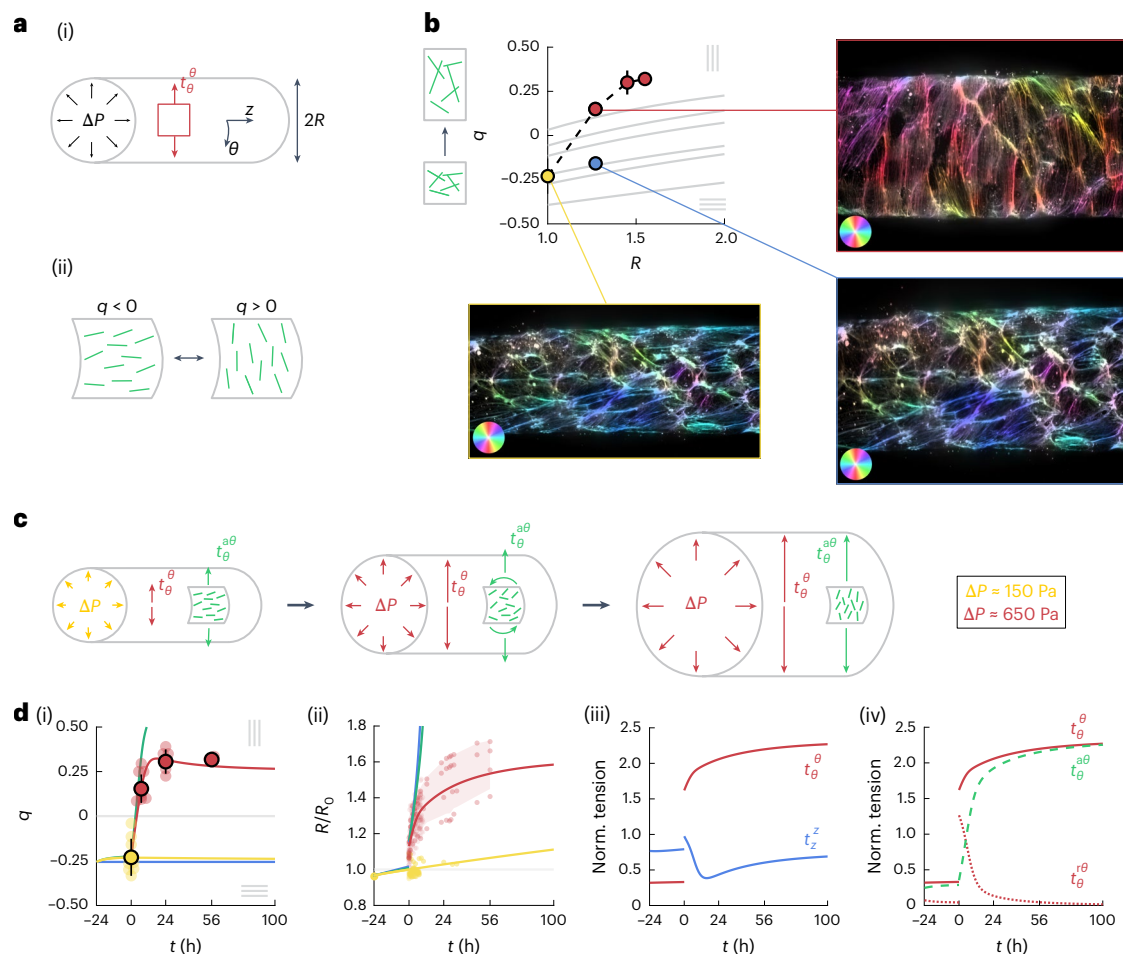 a
(i)
ΔP
t_θ^θ
z
θ
2R
(ii)
q < 0
q > 0
b
0.50
0.25
0
−0.25
−0.50
q
1.0
1.5
2.0
R
c
ΔP
t_θ^θ
t_θ^aθ
ΔP
t_θ^θ
t_θ^aθ
ΔP
t_θ^θ
t_θ^aθ
ΔP ≈ 150 Pa
ΔP ≈ 650 Pa
d
(i)
0.50
0.25
0
−0.25
−0.50
q
−24
0
24
56
100
t (h)
(ii)
1.8
1.6
1.4
1.2
1.0
0.8
R/R₀
−24
0
24
56
100
t (h)
(iii)
2.5
2.0
1.5
1.0
0.5
0
Norm. tension
t_θ^θ
t_z^z
−24
0
24
56
100
t (h)
(iv)
2.5
2.0
1.5
1.0
0.5
0
Norm. tension
t_θ^θ
t_θ^aθ
t_θ^rθ
−24
0
24
56
100
t (h)